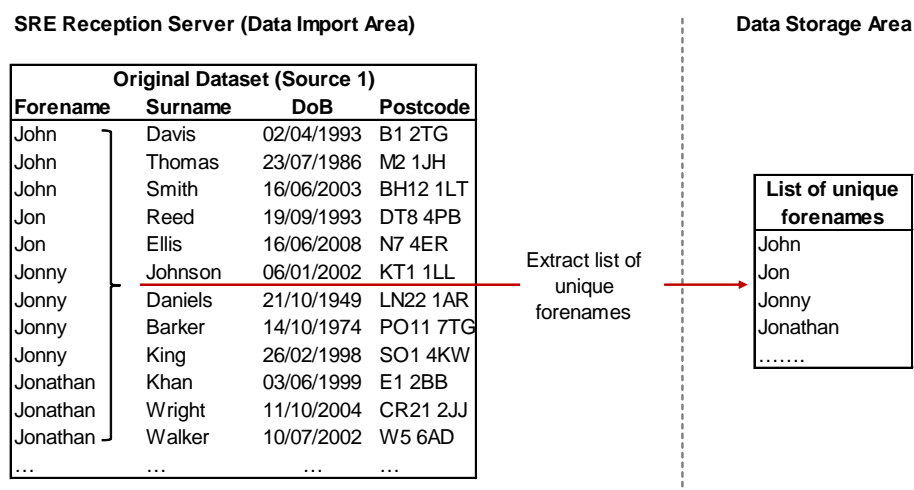 SRE Reception Server (Data Import Area)
Data Storage Area
Original Dataset (Source 1)
Forename Surname DoB Postcode
John Davis 02/04/1993 B1 2TG
John Thomas 23/07/1986 M2 1JH
John Smith 16/06/2003 BH12 1LT
Jon Reed 19/09/1993 DT8 4PB
Jon Ellis 16/06/2008 N7 4ER
Jonny Johnson 06/01/2002 KT1 1LL
Jonny Daniels 21/10/1949 LN22 1AR
Jonny Barker 14/10/1974 PO11 7TG
Jonny King 26/02/1998 SO1 4KW
Jonathan Khan 03/06/1999 E1 2BB
Jonathan Wright 11/10/2004 CR21 2JJ
Jonathan Walker 10/07/2002 W5 6AD
… … … …
Extract list of
unique
forenames
List of unique
forenames
John
Jon
Jonny
Jonathan
…….